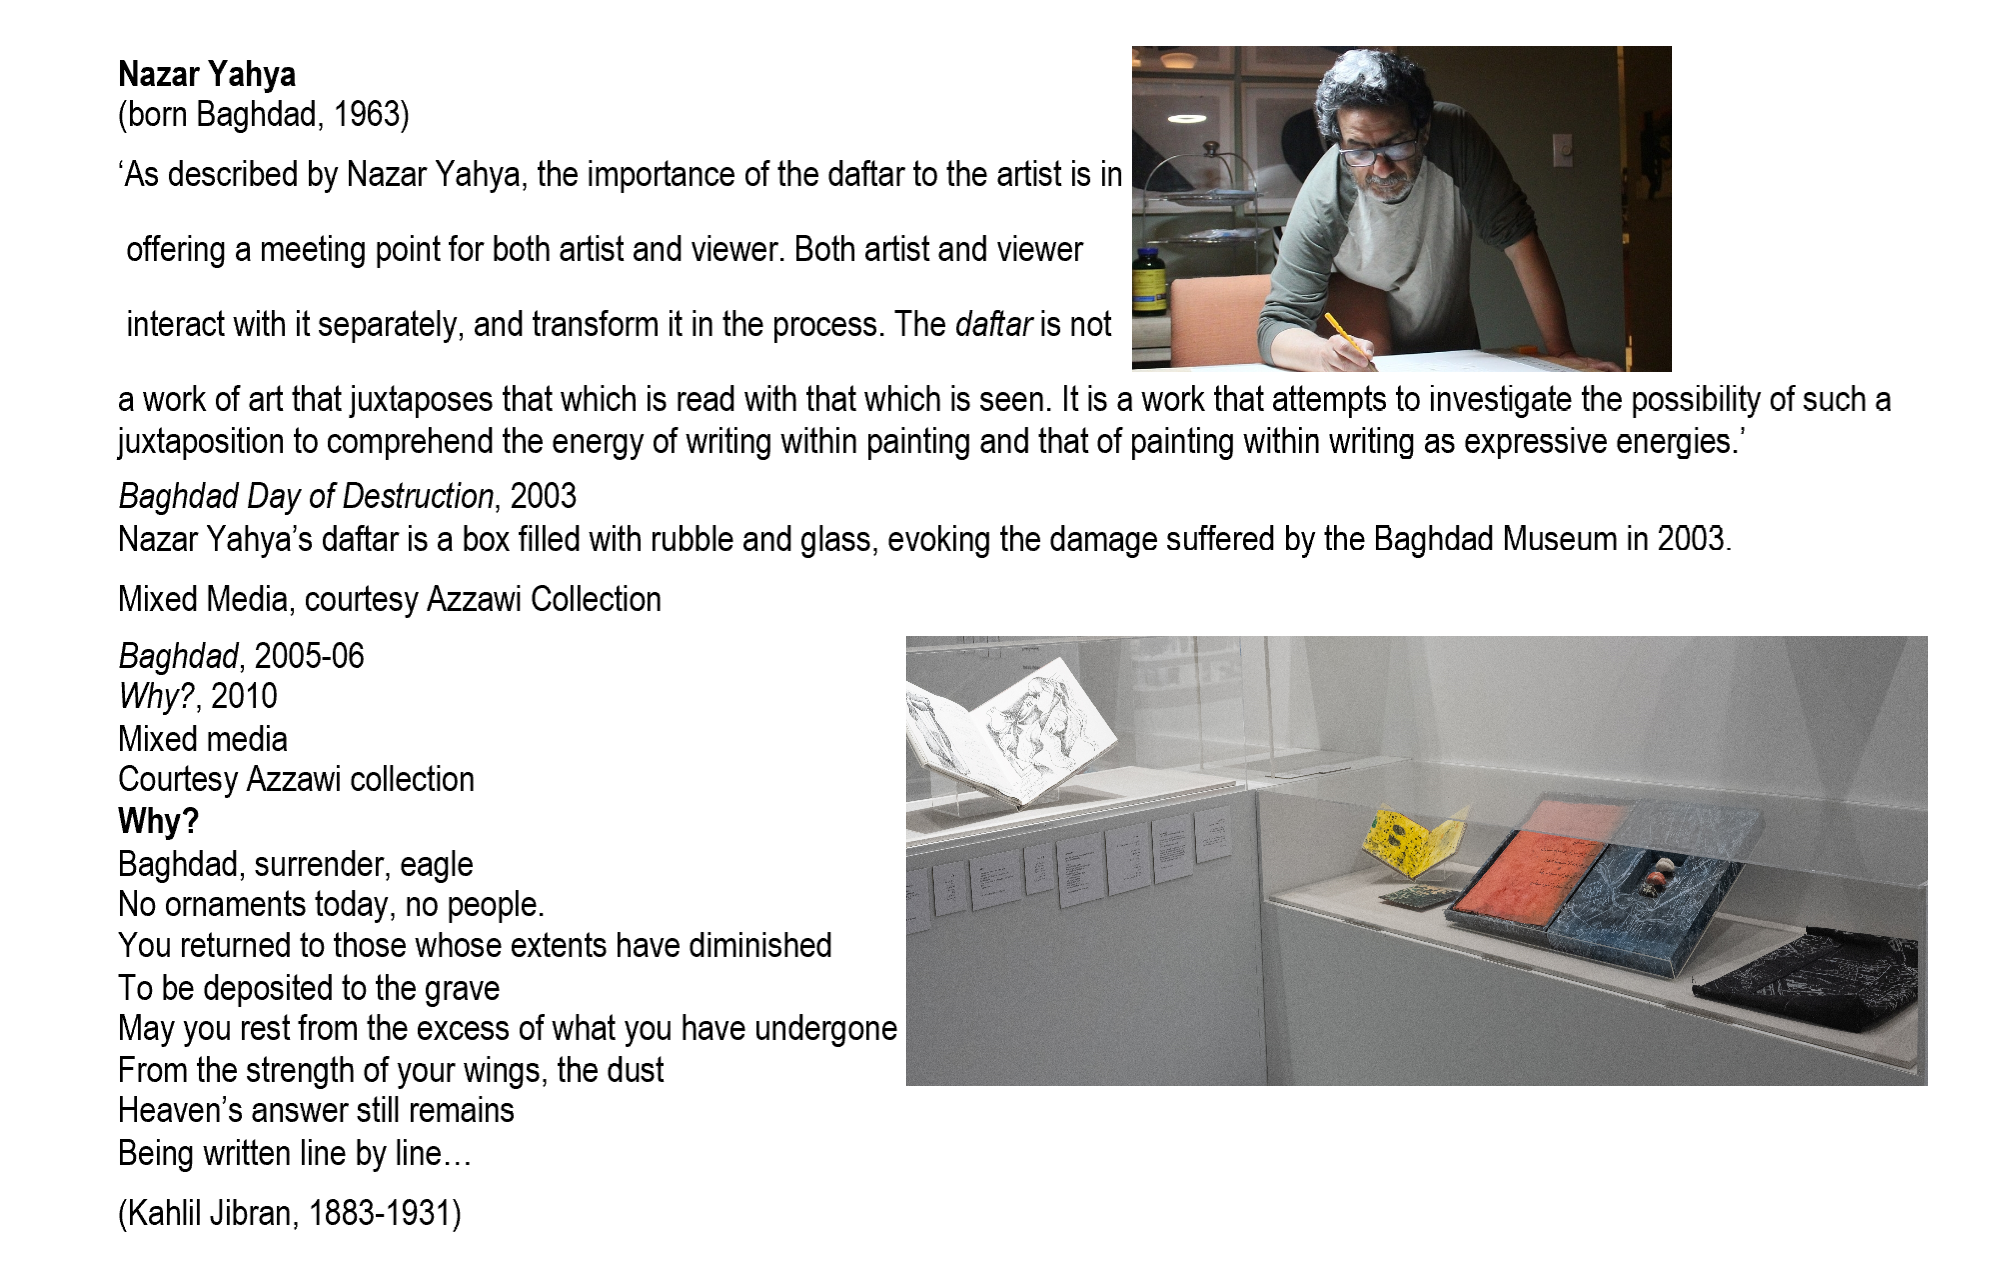 Nazar Yahya
(born Baghdad, 1963)
‘As described by Nazar Yahya, the importance of the daftar to the artist is in
offering a meeting point for both artist and viewer. Both artist and viewer
interact with it separately, and transform it in the process. The daftar is not
a work of art that juxtaposes that which is read with that which is seen. It is a work that attempts to investigate the possibility of such a
juxtaposition to comprehend the energy of writing within painting and that of painting within writing as expressive energies.’
Baghdad Day of Destruction, 2003
Nazar Yahya’s daftar is a box filled with rubble and glass, evoking the damage suffered by the Baghdad Museum in 2003.
Mixed Media, courtesy Azzawi Collection
Baghdad, 2005-06
Why?, 2010
Mixed media
Courtesy Azzawi collection
Why?
Baghdad, surrender, eagle
No ornaments today, no people.
You returned to those whose extents have diminished
To be deposited to the grave
May you rest from the excess of what you have undergone
From the strength of your wings, the dust
Heaven’s answer still remains
Being written line by line…
(Kahlil Jibran, 1883-1931)